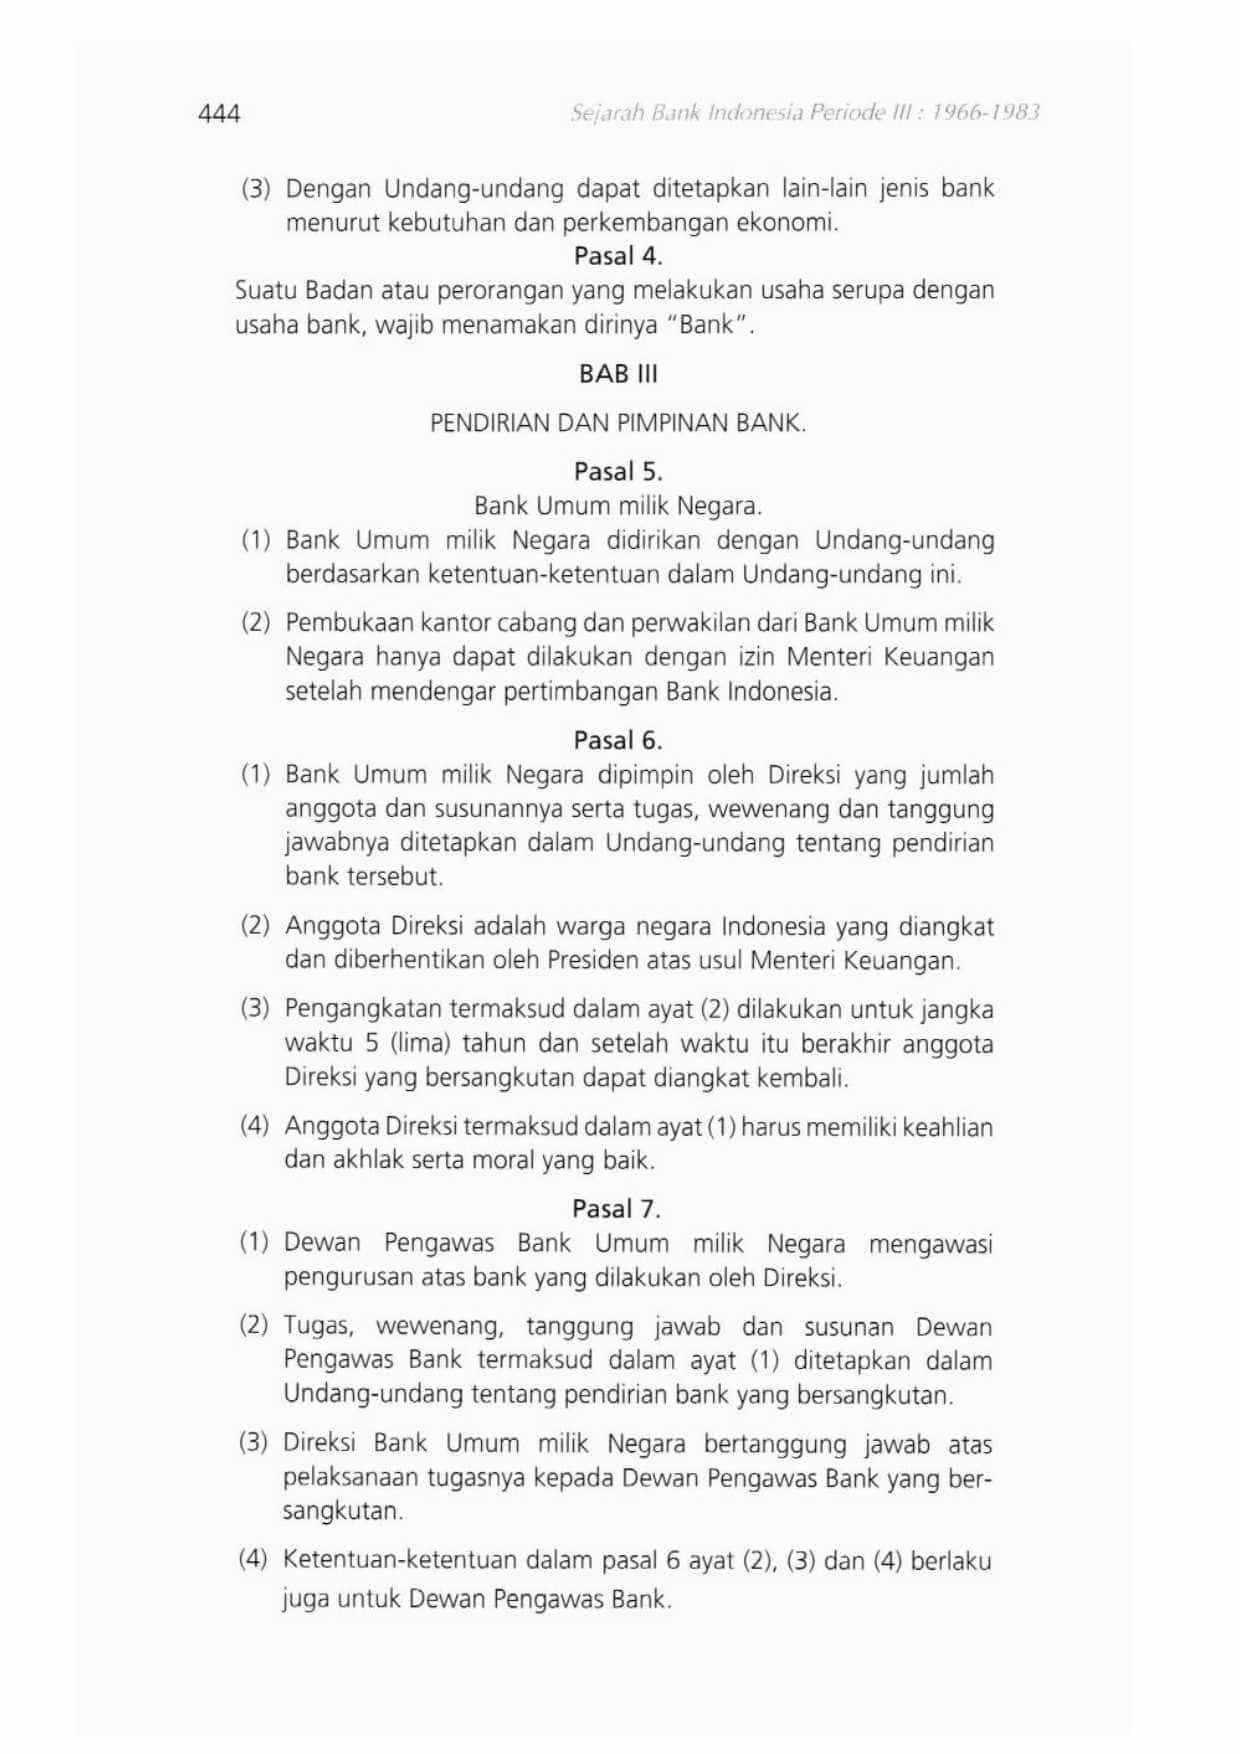 444
Sejarah Bank Indonesia Periode III : 1966-1983
(3) Dengan Undang-undang dapat ditetapkan lain-lain jenis bank
menurut kebutuhan dan perkembangan ekonomi.
Pasal 4.
Suatu Badan atau perorangan yang melakukan usaha serupa dengan
usaha bank, wajib menamakan dirinya “Bank”.
BAB III
PENDIRIAN DAN PIMPINAN BANK.
Pasal 5.
Bank Umum milik Negara.
(1) Bank Umum milik Negara didirikan dengan Undang-undang
berdasarkan ketentuan-ketentuan dalam Undang-undang ini.
(2) Pembukaan kantor cabang dan perwakilan dari Bank Umum milik
Negara hanya dapat dilakukan dengan izin Menteri Keuangan
setelah mendengar pertimbangan Bank Indonesia.
Pasal 6.
(1) Bank Umum milik Negara dipimpin oleh Direksi yang jumlah
anggota dan susunannya serta tugas, wewenang dan tanggung
jawabnya ditetapkan dalam Undang-undang tentang pendirian
bank tersebut.
(2) Anggota Direksi adalah warga negara Indonesia yang diangkat
dan diberhentikan oleh Presiden atas usul Menteri Keuangan.
(3) Pengangkatan termaksud dalam ayat (2) dilakukan untuk jangka
waktu 5 (lima) tahun dan setelah waktu itu berakhir anggota
Direksi yang bersangkutan dapat diangkat kembali.
(4) Anggota Direksi termaksud dalam ayat (1) harus memiliki keahlian
dan akhlak serta moral yang baik.
Pasal 7.
(1) Dewan Pengawas Bank Umum milik Negara mengawasi
pengurusan atas bank yang dilakukan oleh Direksi.
(2) Tugas, wewenang, tanggung jawab dan susunan Dewan
Pengawas Bank termaksud dalam ayat (1) ditetapkan dalam
Undang-undang tentang pendirian bank yang bersangkutan.
(3) Direksi Bank Umum milik Negara bertanggung jawab atas
pelaksanaan tugasnya kepada Dewan Pengawas Bank yang ber-
sangkutan.
(4) Ketentuan-ketentuan dalam pasal 6 ayat (2), (3) dan (4) berlaku
juga untuk Dewan Pengawas Bank.